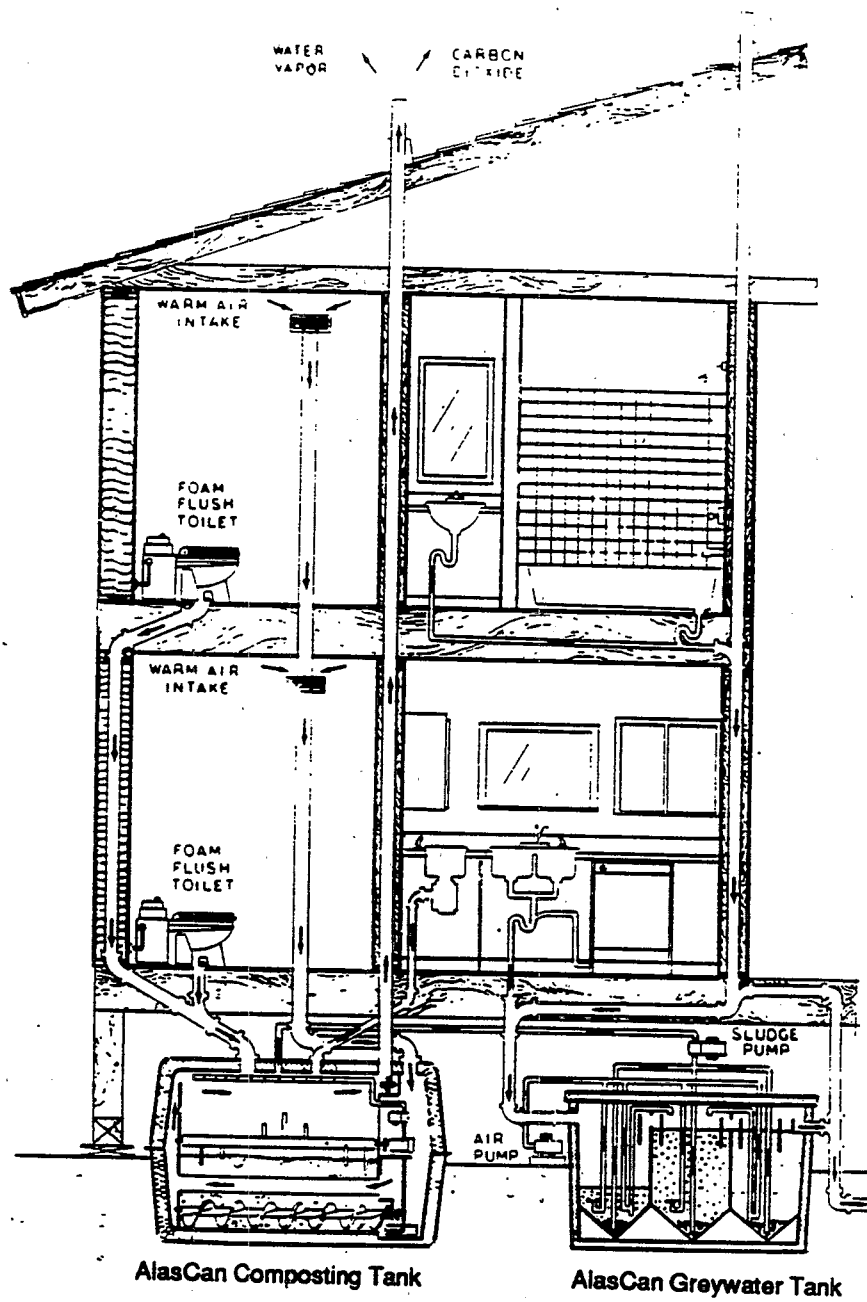 WATER
VAPOR
CARBON
DIOXIDE
WARM AIR
INTAKE
FOAM
FLUSH
TOILET
WARM AIR
INTAKE
FOAM
FLUSH
TOILET
SLUDGE
PUMP
AIR
PUMP
AlasCan Composting Tank
AlasCan Greywater Tank